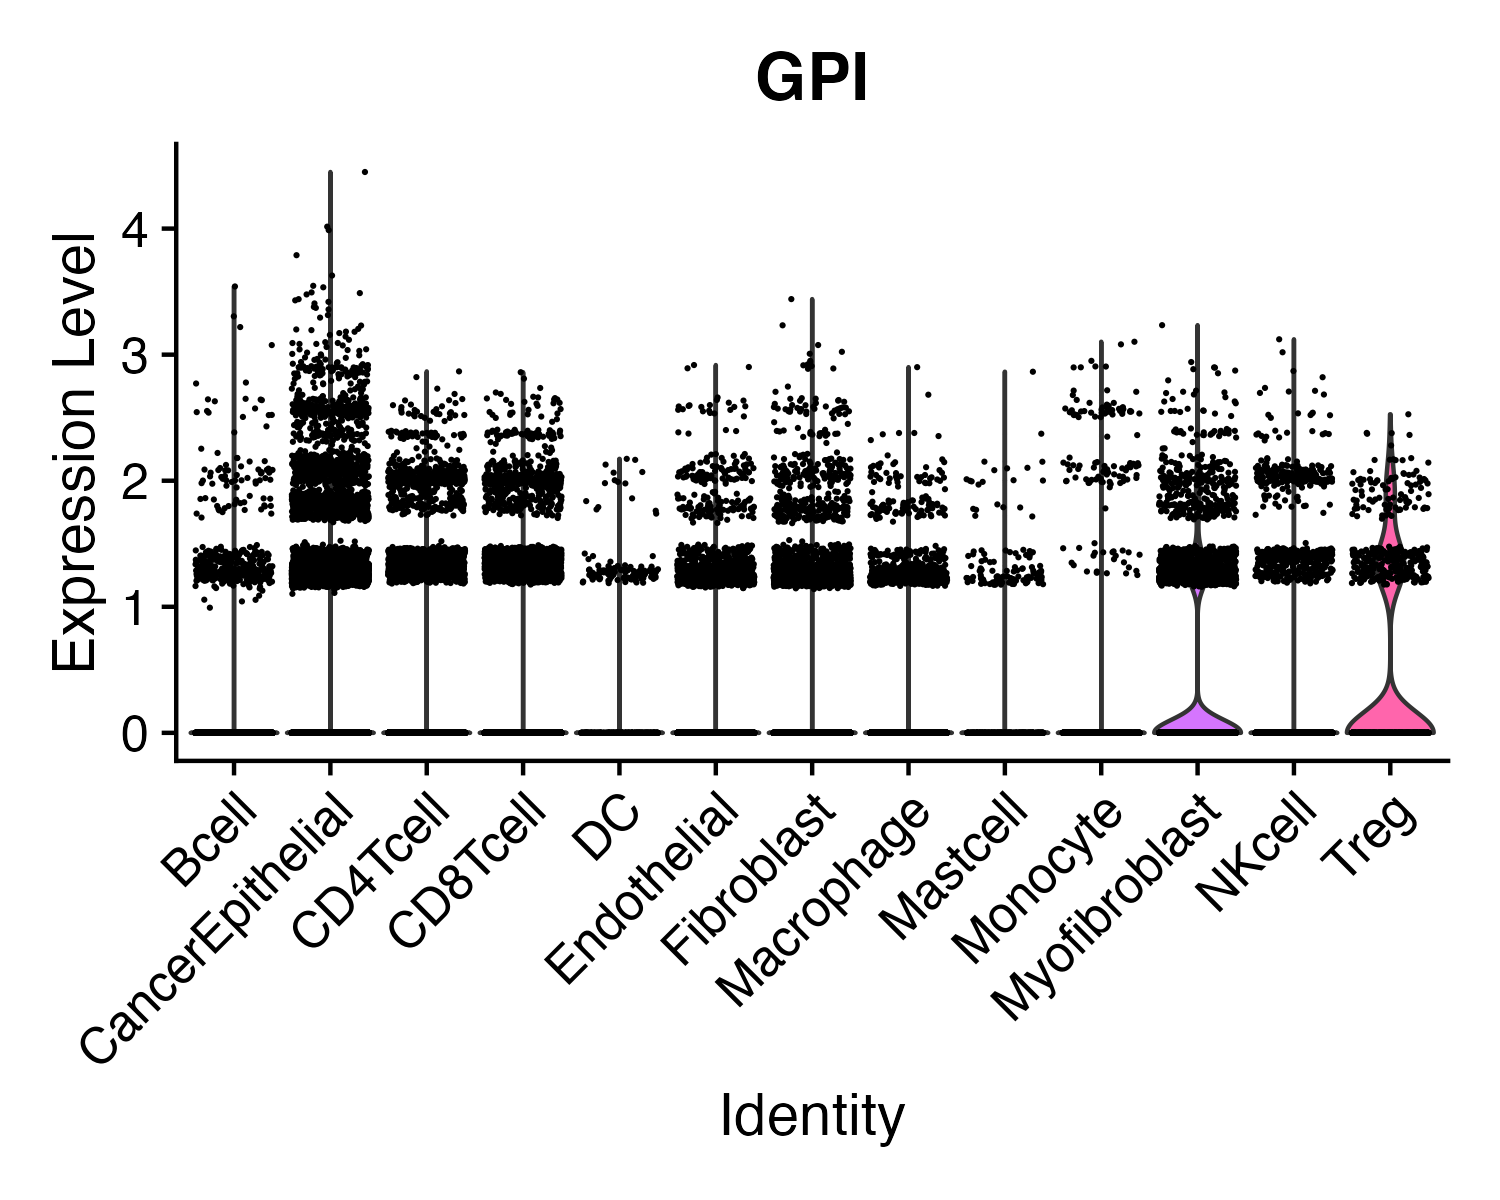 GPI
Expression Level
4
3
2
1
0
Bcell
CancerEpithelial
CD4Tcell
CD8Tcell
DC
Endothelial
Fibroblast
Macrophage
Mastcell
Monocyte
Myofibroblast
NKcell
Treg
Identity